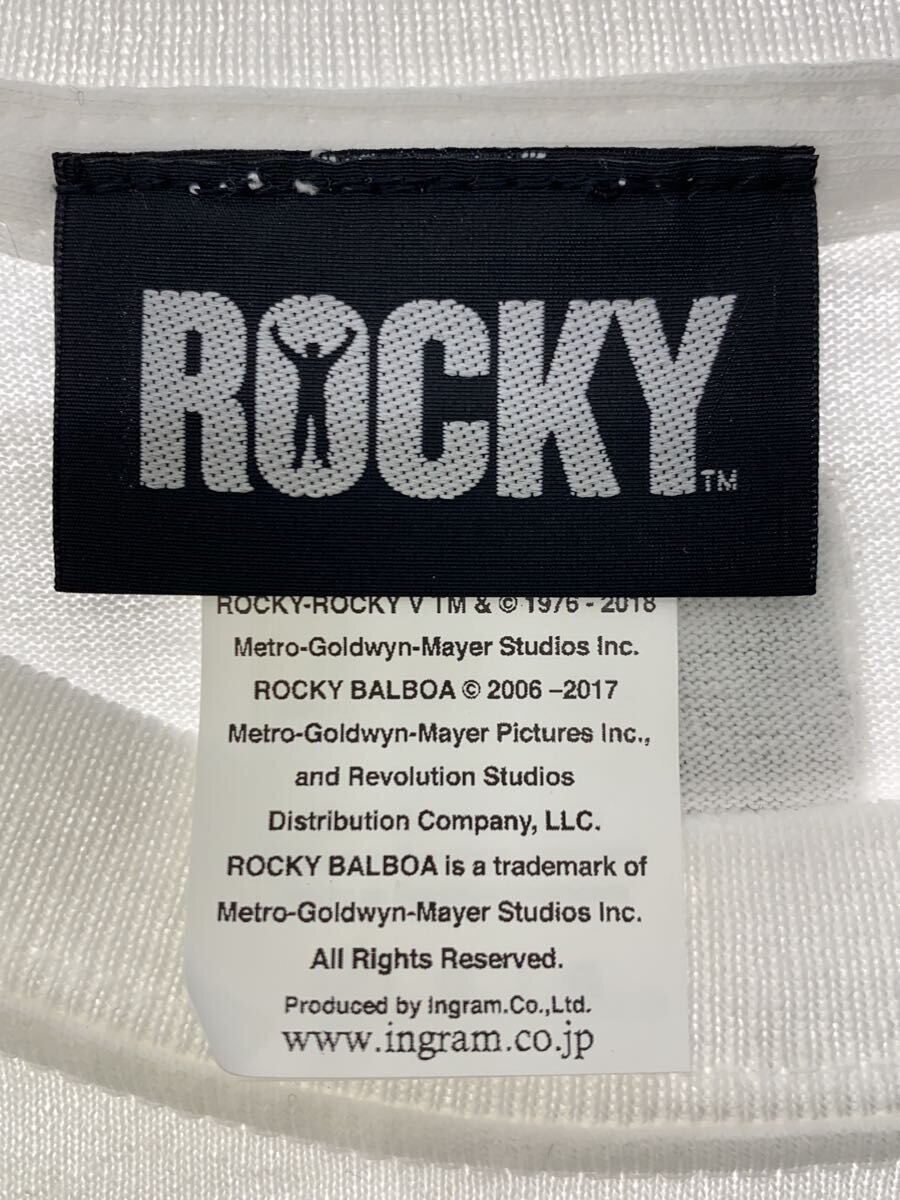 ROCKY™
ROCKY-ROCKY V TM & © 1976 - 2018
Metro-Goldwyn-Mayer Studios Inc.
ROCKY BALBOA © 2006 –2017
Metro-Goldwyn-Mayer Pictures Inc.,
and Revolution Studios
Distribution Company, LLC.
ROCKY BALBOA is a trademark of
Metro-Goldwyn-Mayer Studios Inc.
All Rights Reserved.
Produced by Ingram.Co.,Ltd.
www.ingram.co.jp